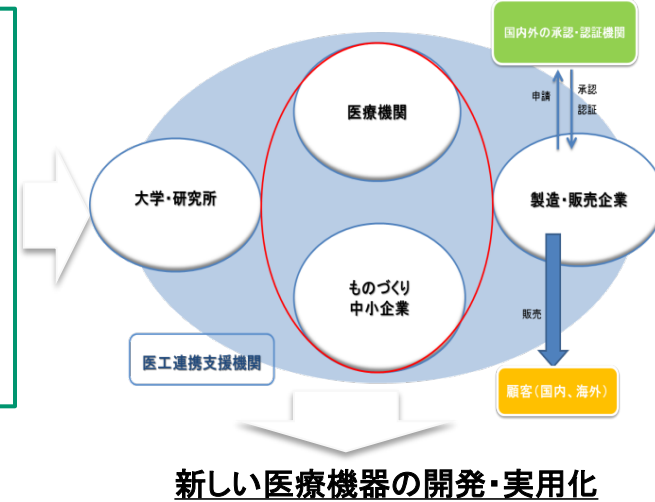 国内外の承認・認証機関
申請
承認
認証
医療機関
大学・研究所
製造・販売企業
ものづくり
中小企業
販売
医工連携支援機関
顧客(国内、海外)
新しい医療機器の開発・実用化